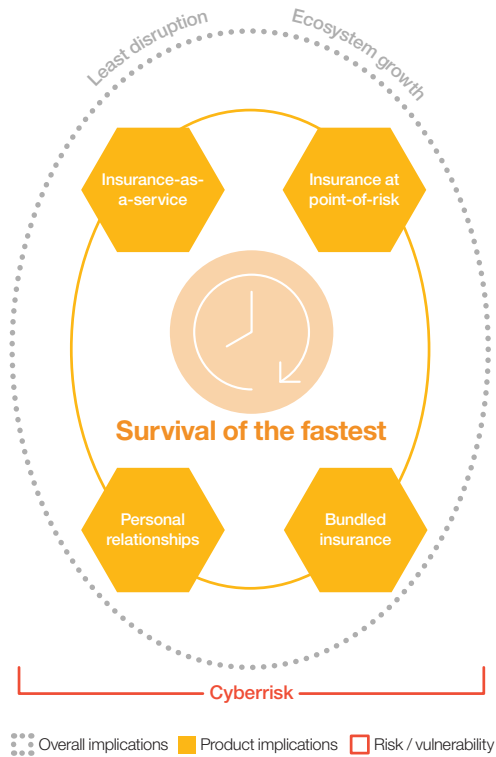 Least disruption
Ecosystem growth
Insurance-as-
a-service
Insurance at
point-of-risk
Survival of the fastest
Personal
relationships
Bundled
insurance
Cyberrisk
Overall implications
Product implications
Risk / vulnerability